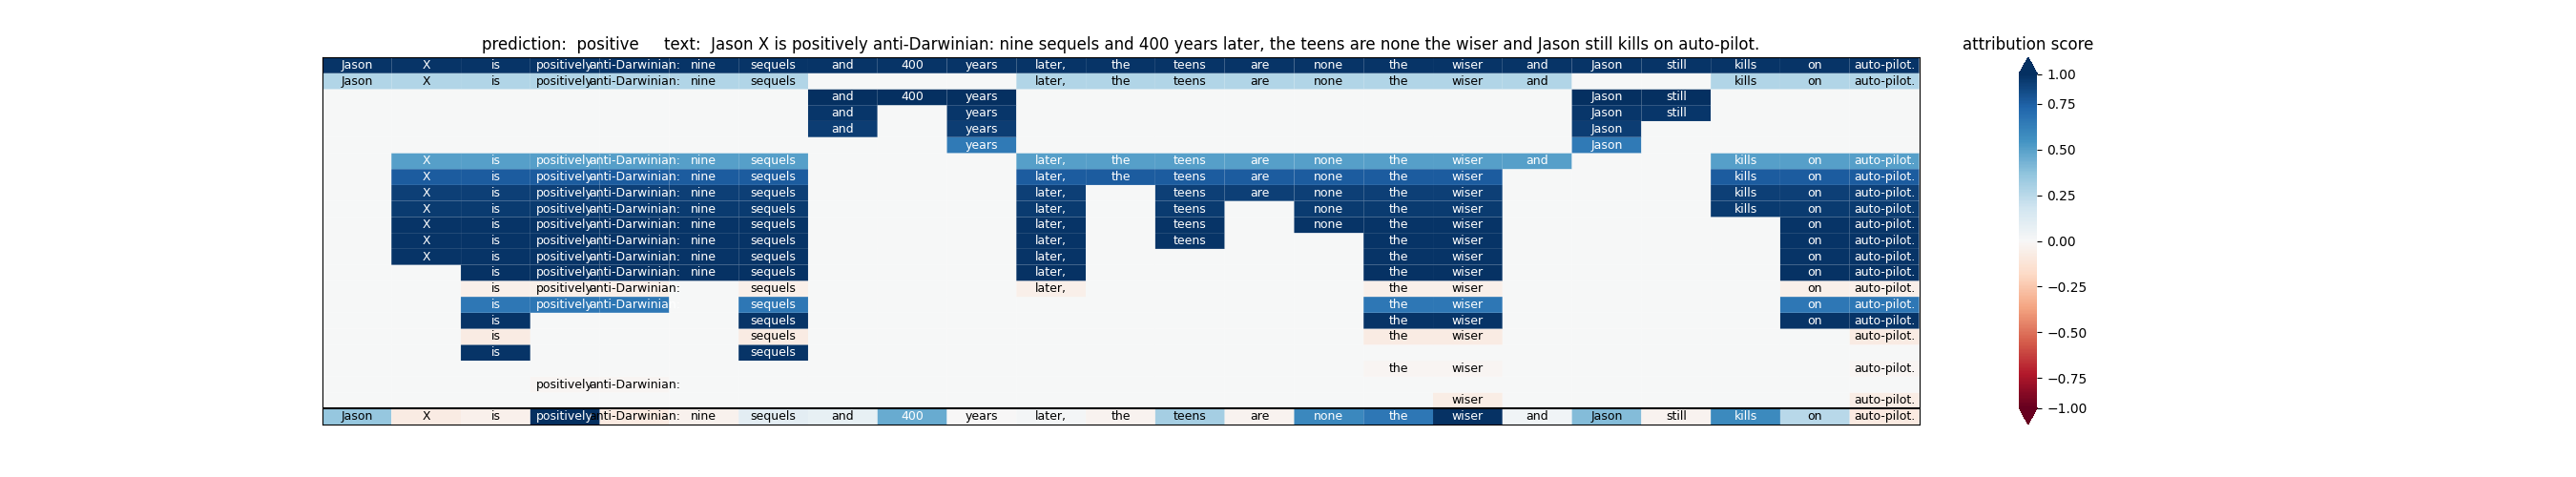 prediction: positive text: Jason X is positively anti-Darwinian: nine sequels and 400 years later, the teens are none the wiser and Jason still kills on auto-pilot.
attribution score
Jason X is positively anti-Darwinian: nine sequels and 400 years later, the teens are none the wiser and Jason still kills on auto-pilot.
Jason X is positively anti-Darwinian: nine sequels later, the teens are none the wiser and kills on auto-pilot.
and 400 years Jason still
and years Jason still
and years Jason
years Jason
X is positively anti-Darwinian: nine sequels later, the teens are none the wiser and kills on auto-pilot.
X is positively anti-Darwinian: nine sequels later, the teens are none the wiser kills on auto-pilot.
X is positively anti-Darwinian: nine sequels later, teens are none the wiser kills on auto-pilot.
X is positively anti-Darwinian: nine sequels later, teens none the wiser kills on auto-pilot.
X is positively anti-Darwinian: nine sequels later, teens none the wiser on auto-pilot.
X is positively anti-Darwinian: nine sequels later, teens the wiser on auto-pilot.
X is positively anti-Darwinian: nine sequels later, the wiser on auto-pilot.
is positively anti-Darwinian: nine sequels later, the wiser on auto-pilot.
is positively anti-Darwinian: sequels later, the wiser on auto-pilot.
is positively anti-Darwinian: sequels the wiser on auto-pilot.
is sequels the wiser on auto-pilot.
is sequels the wiser auto-pilot.
is sequels
the wiser auto-pilot.
positively anti-Darwinian:
wiser auto-pilot.
Jason X is positively anti-Darwinian: nine sequels and 400 years later, the teens are none the wiser and Jason still kills on auto-pilot.
1.00
0.75
0.50
0.25
0.00
−0.25
−0.50
−0.75
−1.00